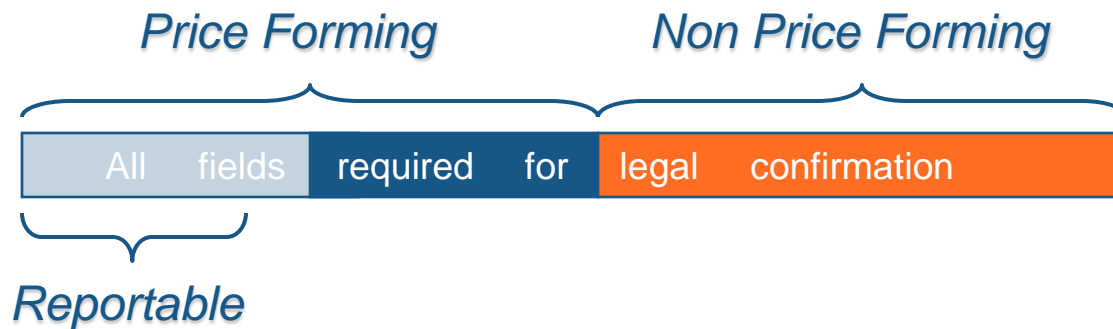 Price Forming Non Price Forming
All fields required for legal confirmation
Reportable